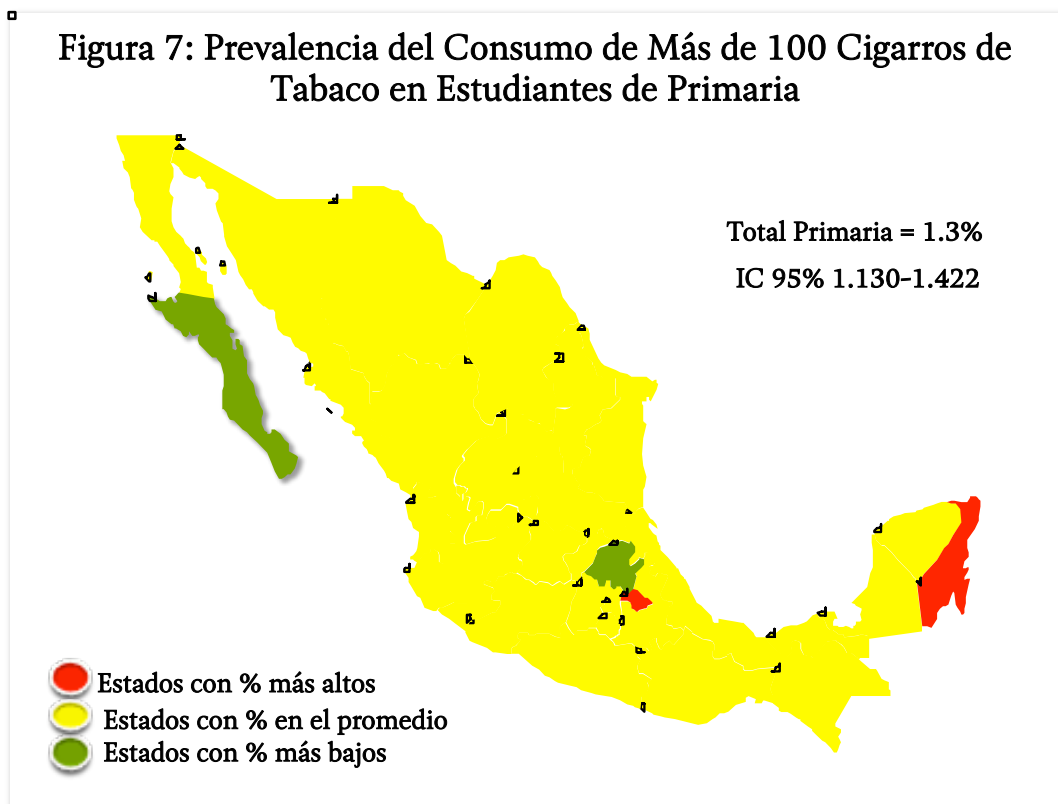 Figura 7: Prevalencia del Consumo de Más de 100 Cigarros de
Tabaco en Estudiantes de Primaria
Total Primaria = 1.3%
IC 95% 1.130-1.422
Estados con % más altos
Estados con % en el promedio
Estados con % más bajos